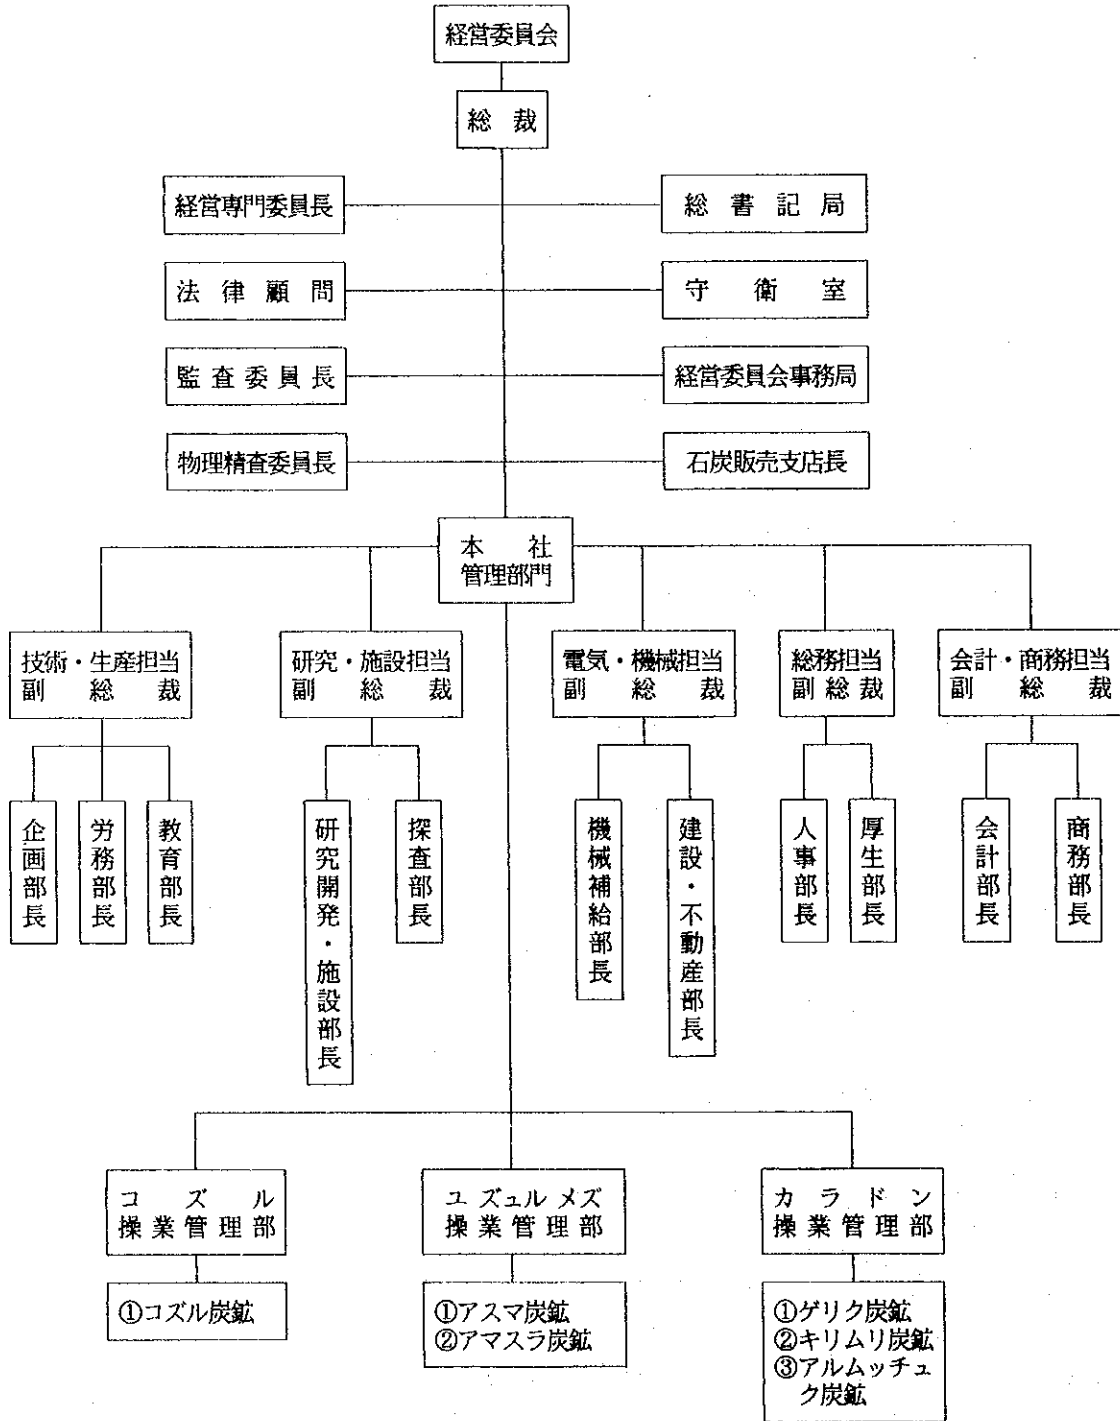 経営委員会
総裁
経営専門委員長
総書記局
法律顧問
守衛室
監査委員長
経営委員会事務局
物理精査委員長
石炭販売支店長
本社
管理部門
技術・生産担当
副総裁
研究・施設担当
副総裁
電気・機械担当
副総裁
総務担当
副総裁
会計・商務担当
副総裁
企画部長
労務部長
教育部長
研究開発・施設部長
探査部長
機械補給部長
建設・不動産部長
人事部長
厚生部長
会計部長
商務部長
コズル
操業管理部
ユズュルメズ
操業管理部
カラドン
操業管理部
①コズル炭鉱
①アスマ炭鉱
②アマスラ炭鉱
①ゲリク炭鉱
②キリムリ炭鉱
③アルムッチュ
ク炭鉱